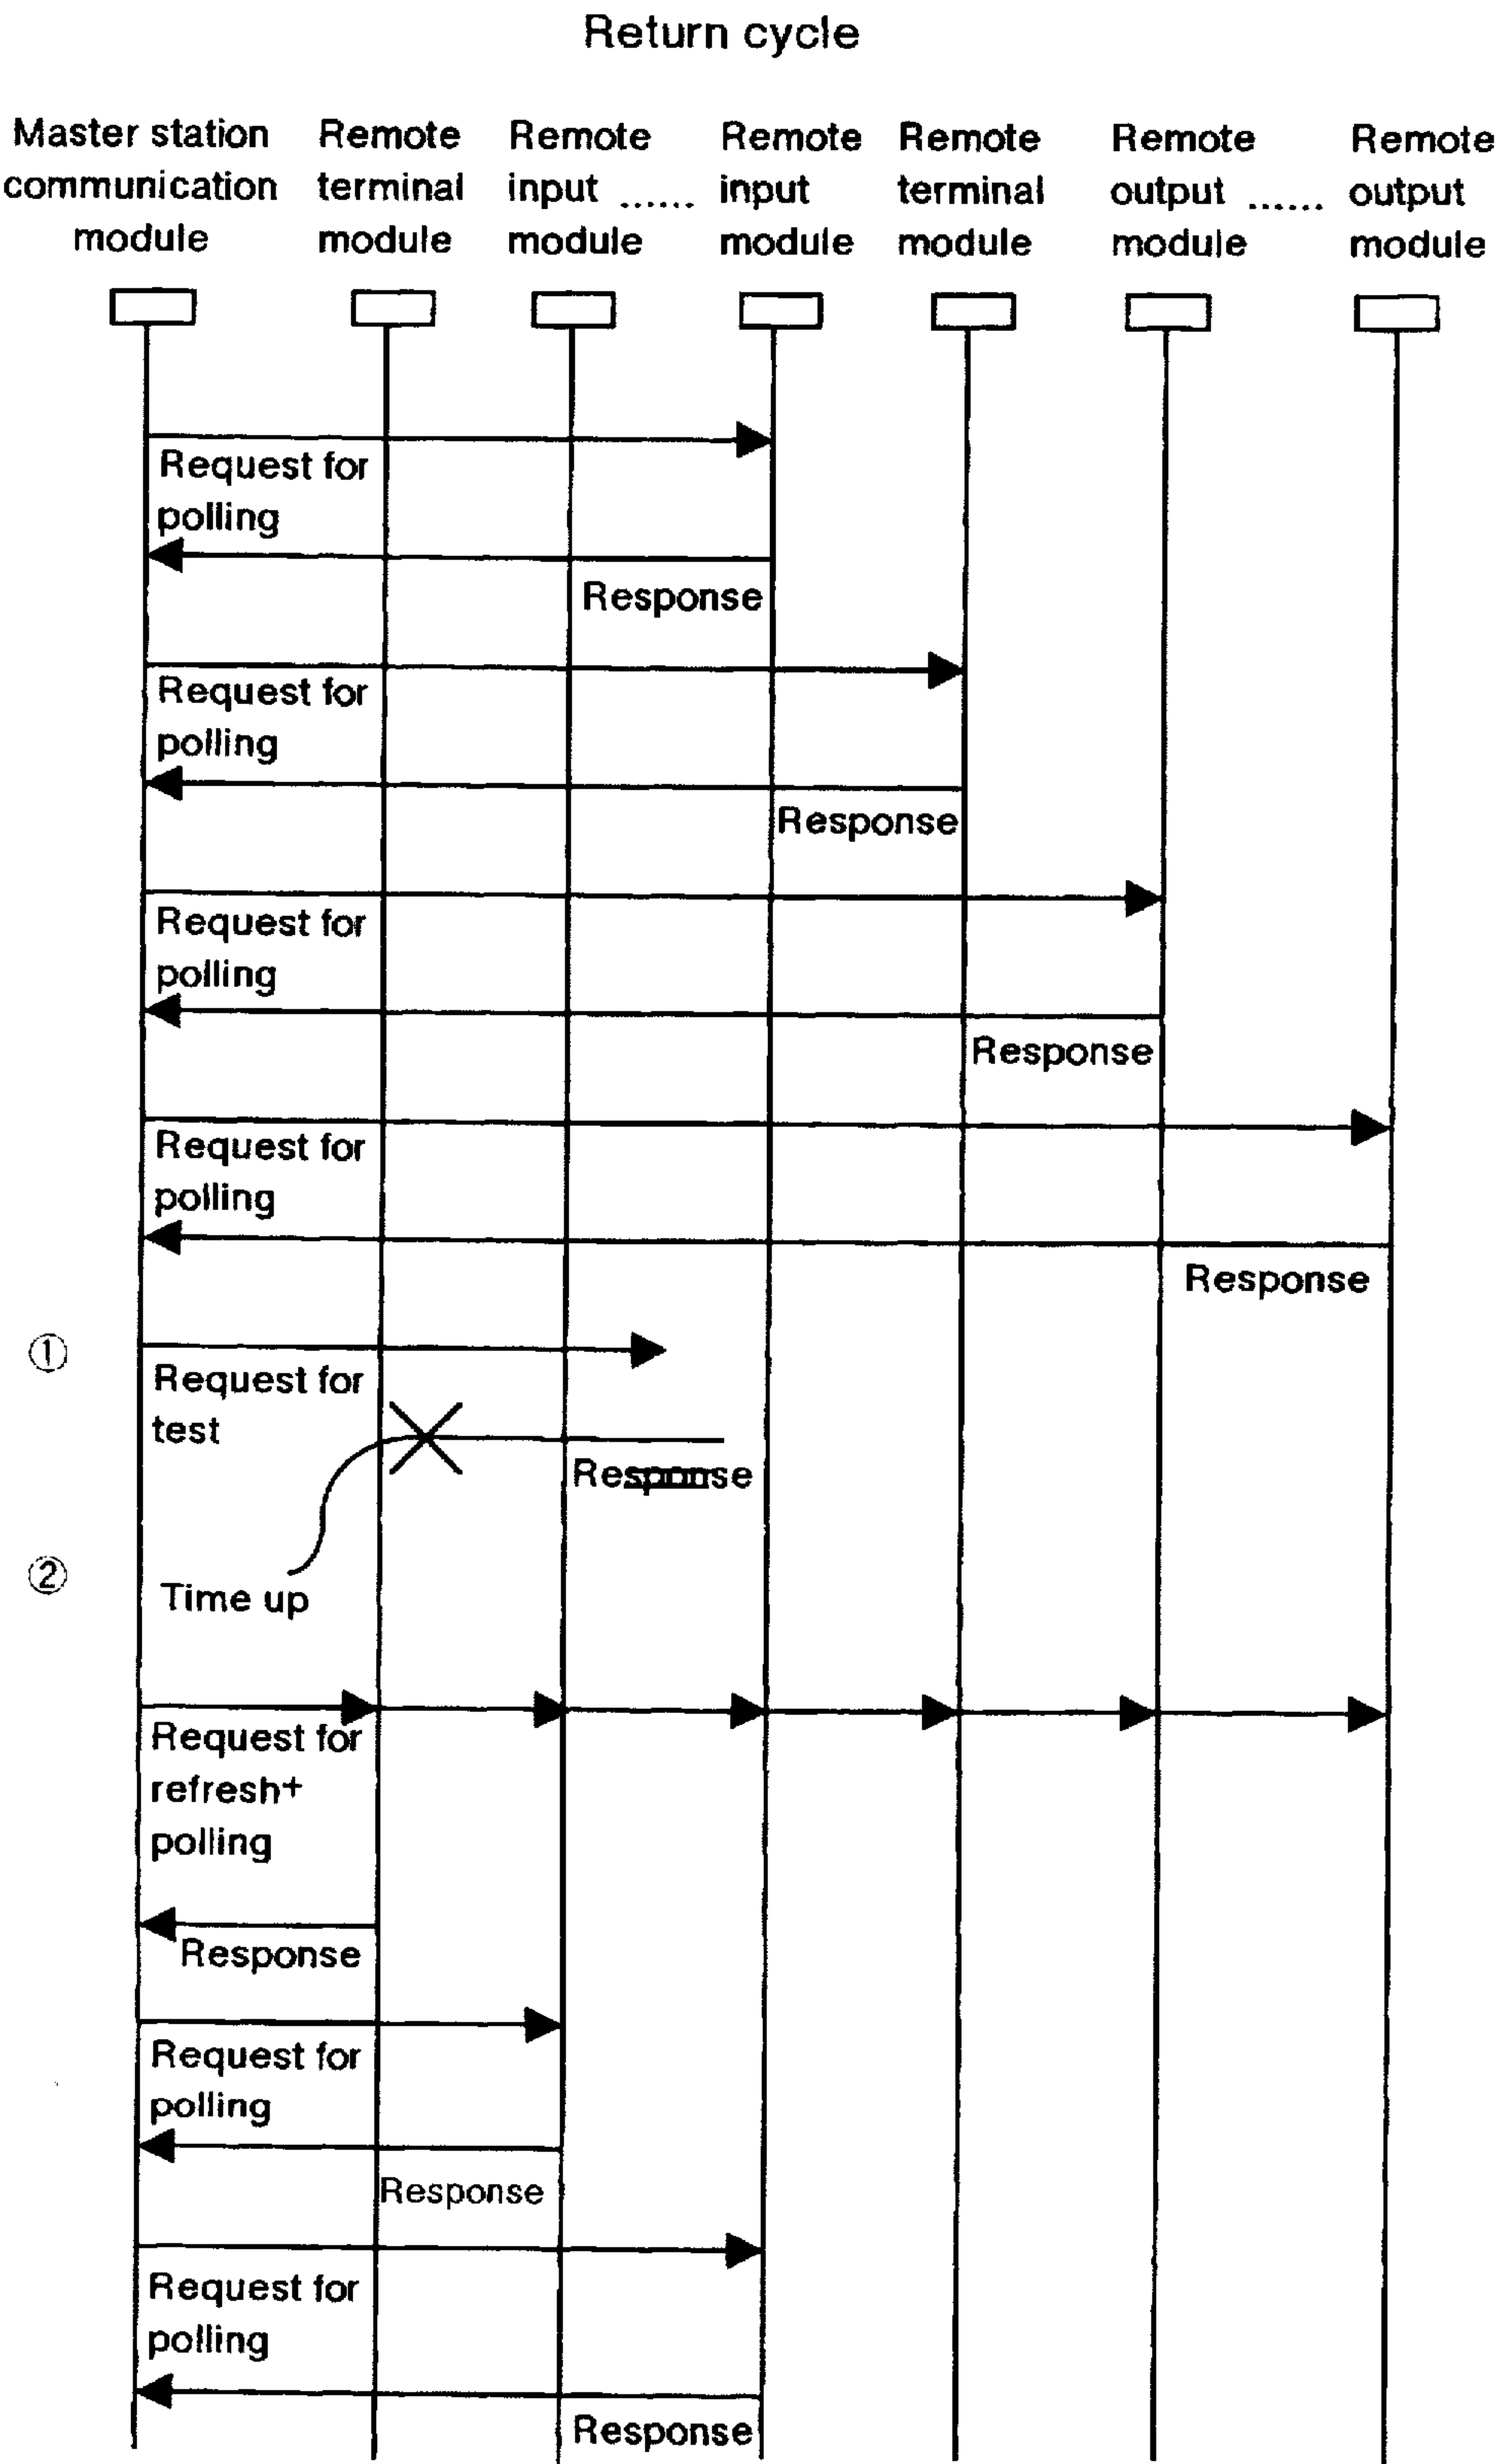 Return cycle
Master station
communication
module
Remote
terminal
module
Remote
input ......
module
Remote
input
module
Remote
terminal
module
Remote
output ......
module
Remote
output
module
Request for
polling
Response
Request for
polling
Response
Request for
polling
Response
Request for
polling
Response
①
Request for
test
Response
②
Time up
Request for
refresh+
polling
Response
Request for
polling
Response
Request for
polling
Response